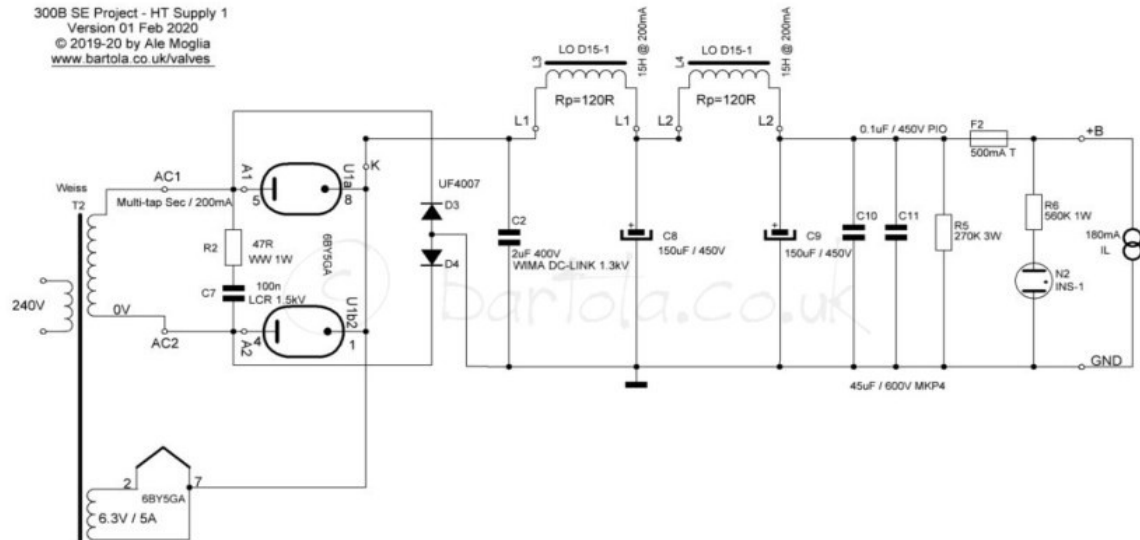 300B SE Project - HT Supply 1
Version 01 Feb 2020
© 2019-20 by Ale Moglia
www.bartola.co.uk/valves
L3
LO D15-1
15H @ 200mA
L4
LO D15-1
15H @ 200mA
Rp=120R
Rp=120R
L1
L1
L2
L2
0.1uF / 450V PIO
F2
500mA T
+B
K
Weiss
T2
AC1
Multi-tap Sec / 200mA
A1
5
U1a
8
UF4007
D3
D4
R2
47R
WW 1W
6BY5GA
C7
100n
LCR 1.5kV
C2
2uF 400V
WIMA DC-LINK 1.3kV
C8
150uF / 450V
C9
150uF / 450V
C10
C11
R5
270K 3W
R6
560K 1W
180mA
IL
N2
INS-1
bartola.co.uk
240V
0V
AC2
A2
4
U1b2
1
GND
45uF / 600V MKP4
2
7
6BY5GA
6.3V / 5A